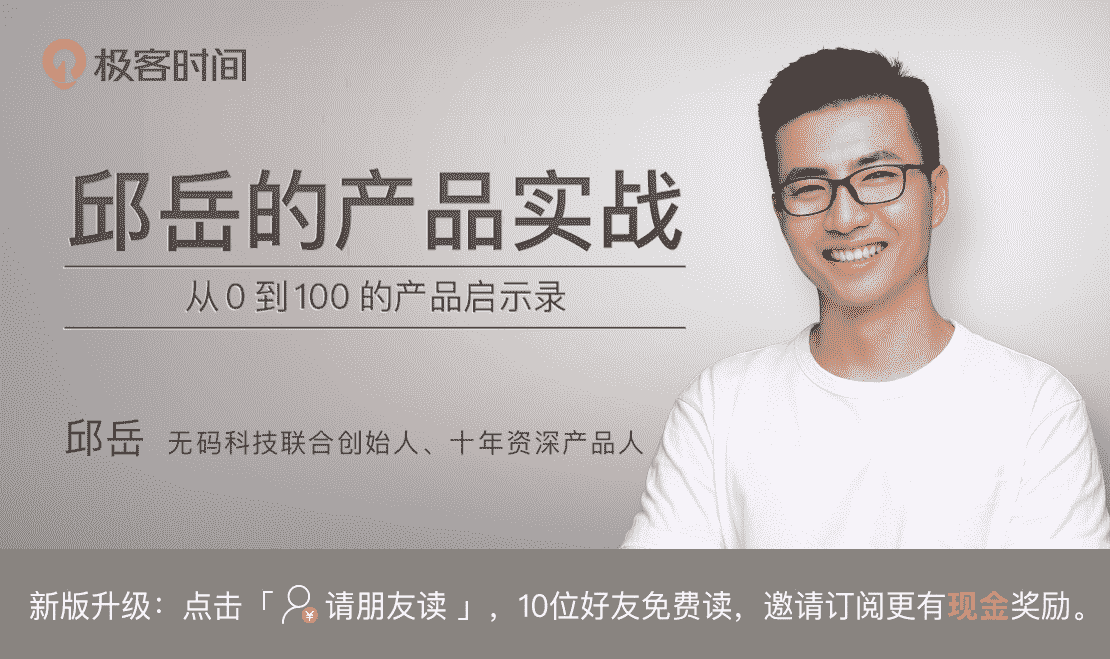 极客时间
邱岳的产品实战
从0到100的产品启示录
邱岳 无码科技联合创始人、十年资深产品人
新版升级：点击「¥请朋友读」，10位好友免费读，邀请订阅更有现金奖励。